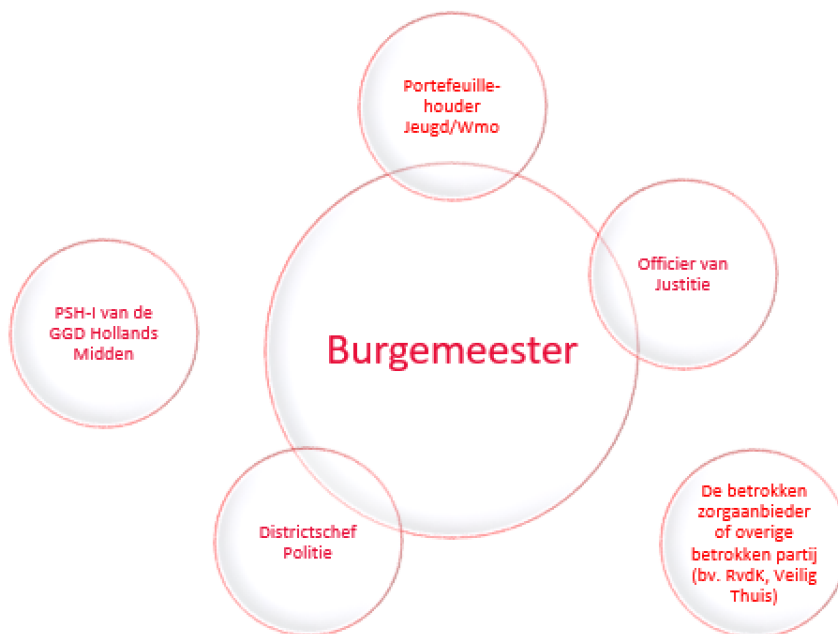 Portefeuille-
houder
Jeugd/Wmo
Officier van
Justitie
PSH-I van de
GGD Hollands
Midden
Burgemeester
Districtschef
Politie
De betrokken
zorgaanbieder
of overige
betrokken partij
(bv. RvdK, Veilig
Thuis)